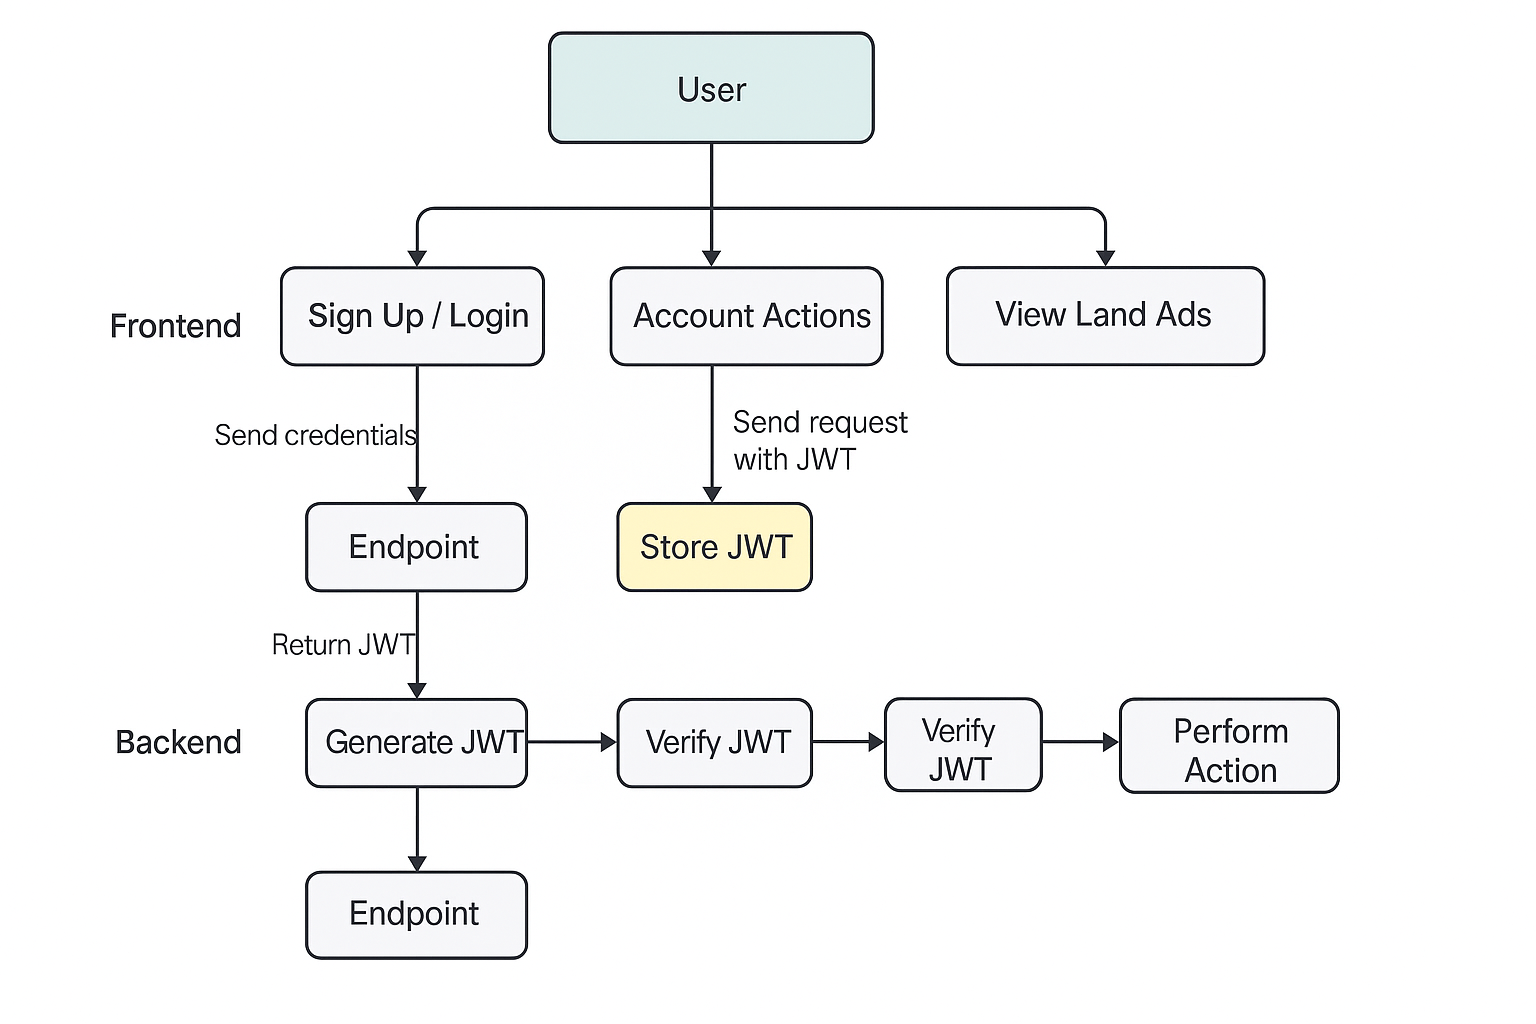 User
Frontend
Sign Up / Login
Account Actions
View Land Ads
Send credentials
Send request
with JWT
Endpoint
Store JWT
Return JWT
Backend
Generate JWT
Verify JWT
Verify
JWT
Perform
Action
Endpoint